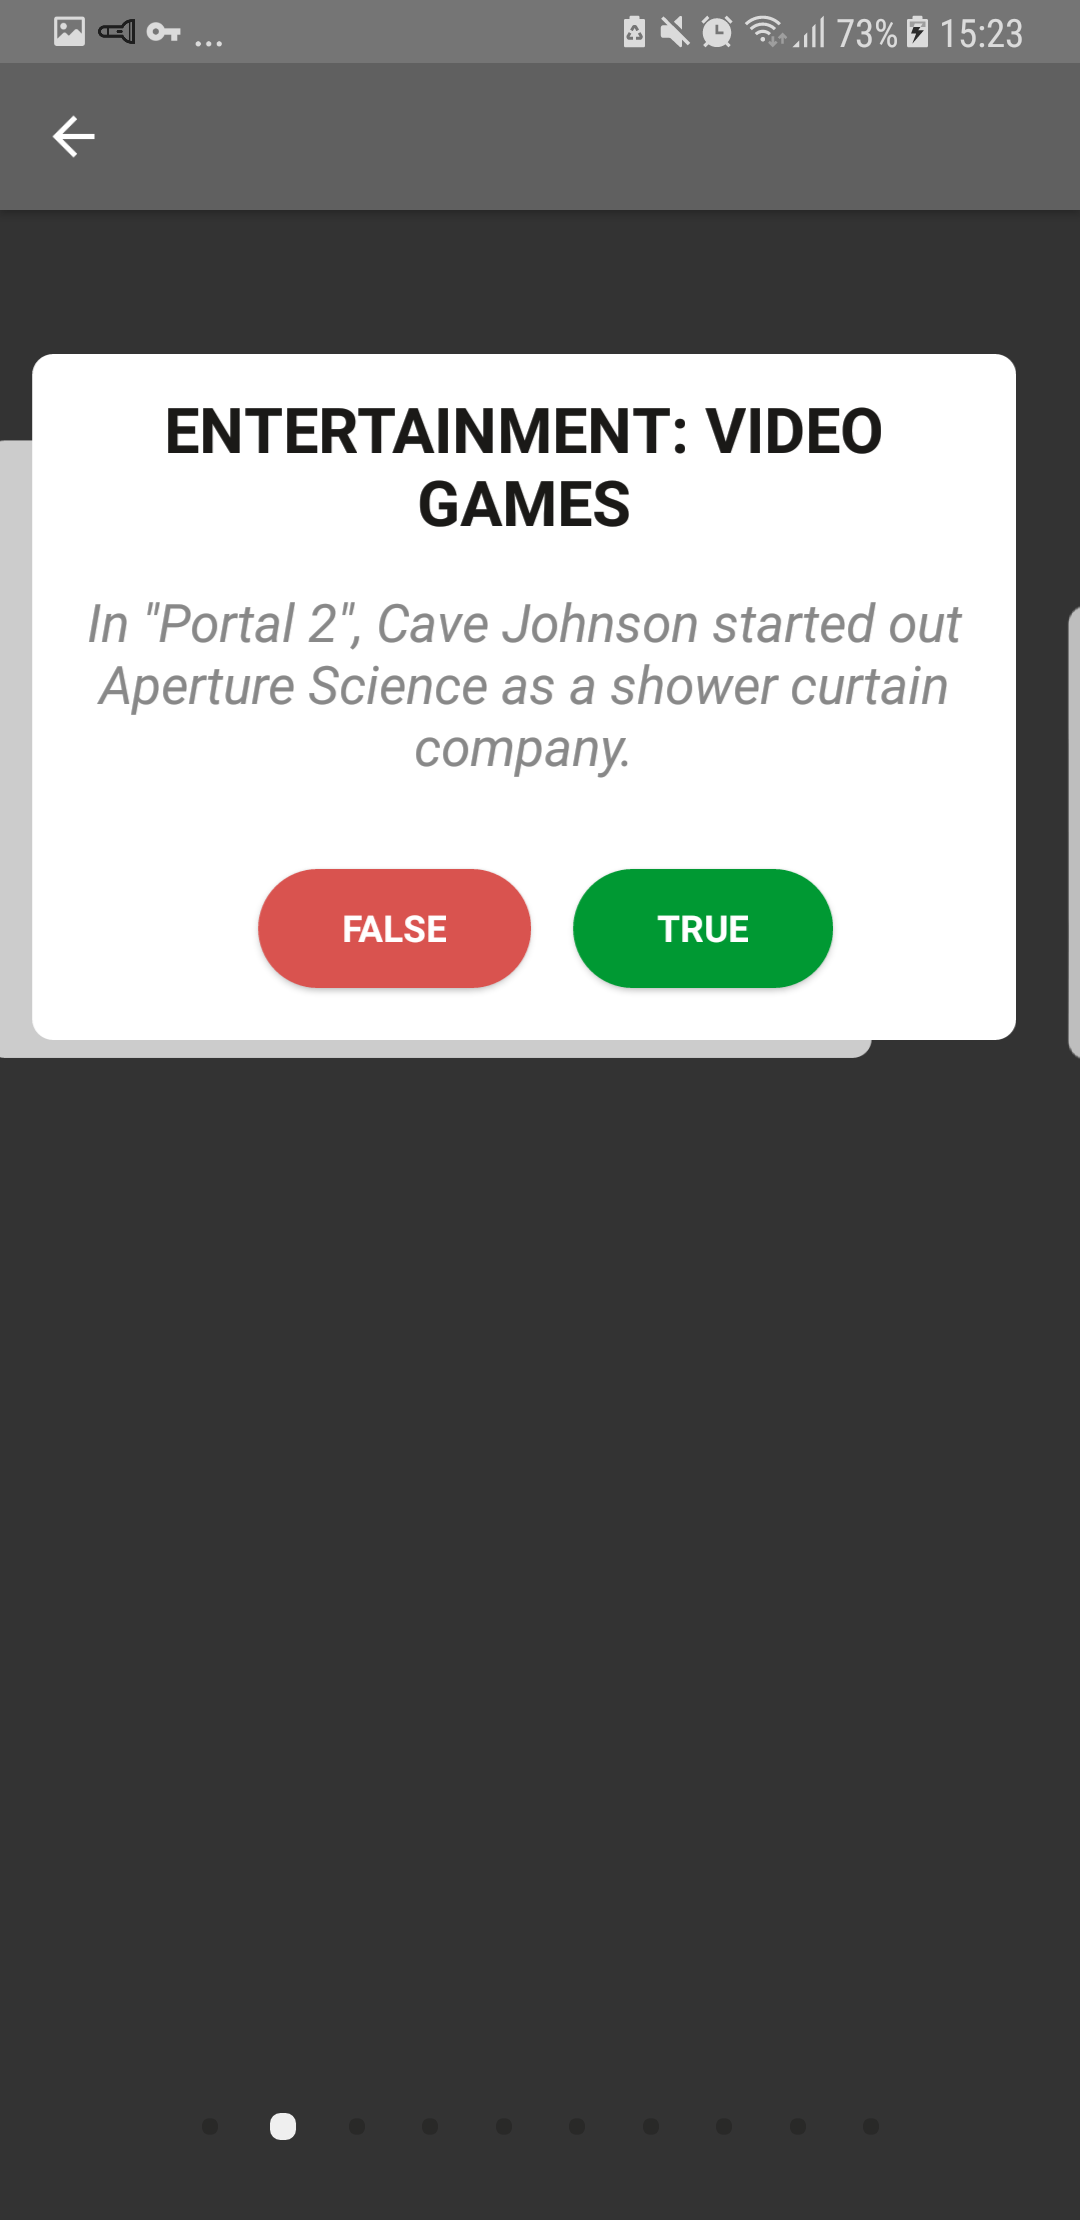 ... 73% 15:23
ENTERTAINMENT: VIDEO
GAMES
In "Portal 2", Cave Johnson started out
Aperture Science as a shower curtain
company.
FALSE TRUE